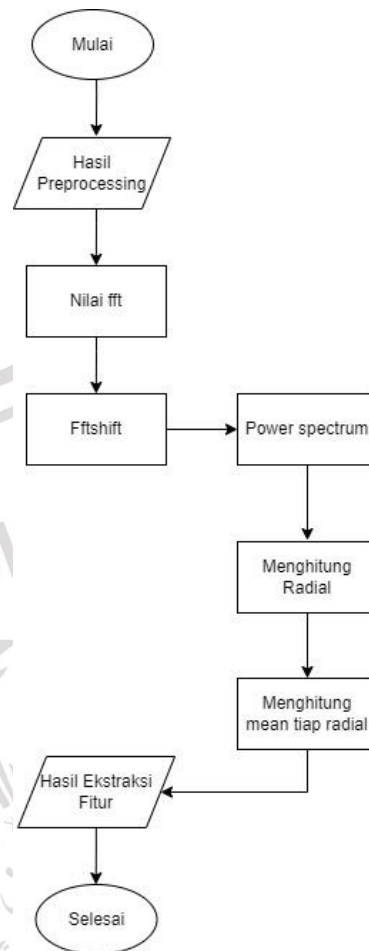 Mulai
Hasil
Preprocessing
Nilai fft
Fftshift
Power spectrum
Menghitung
Radial
Menghitung
mean tiap radial
Hasil Ekstraksi
Fitur
Selesai